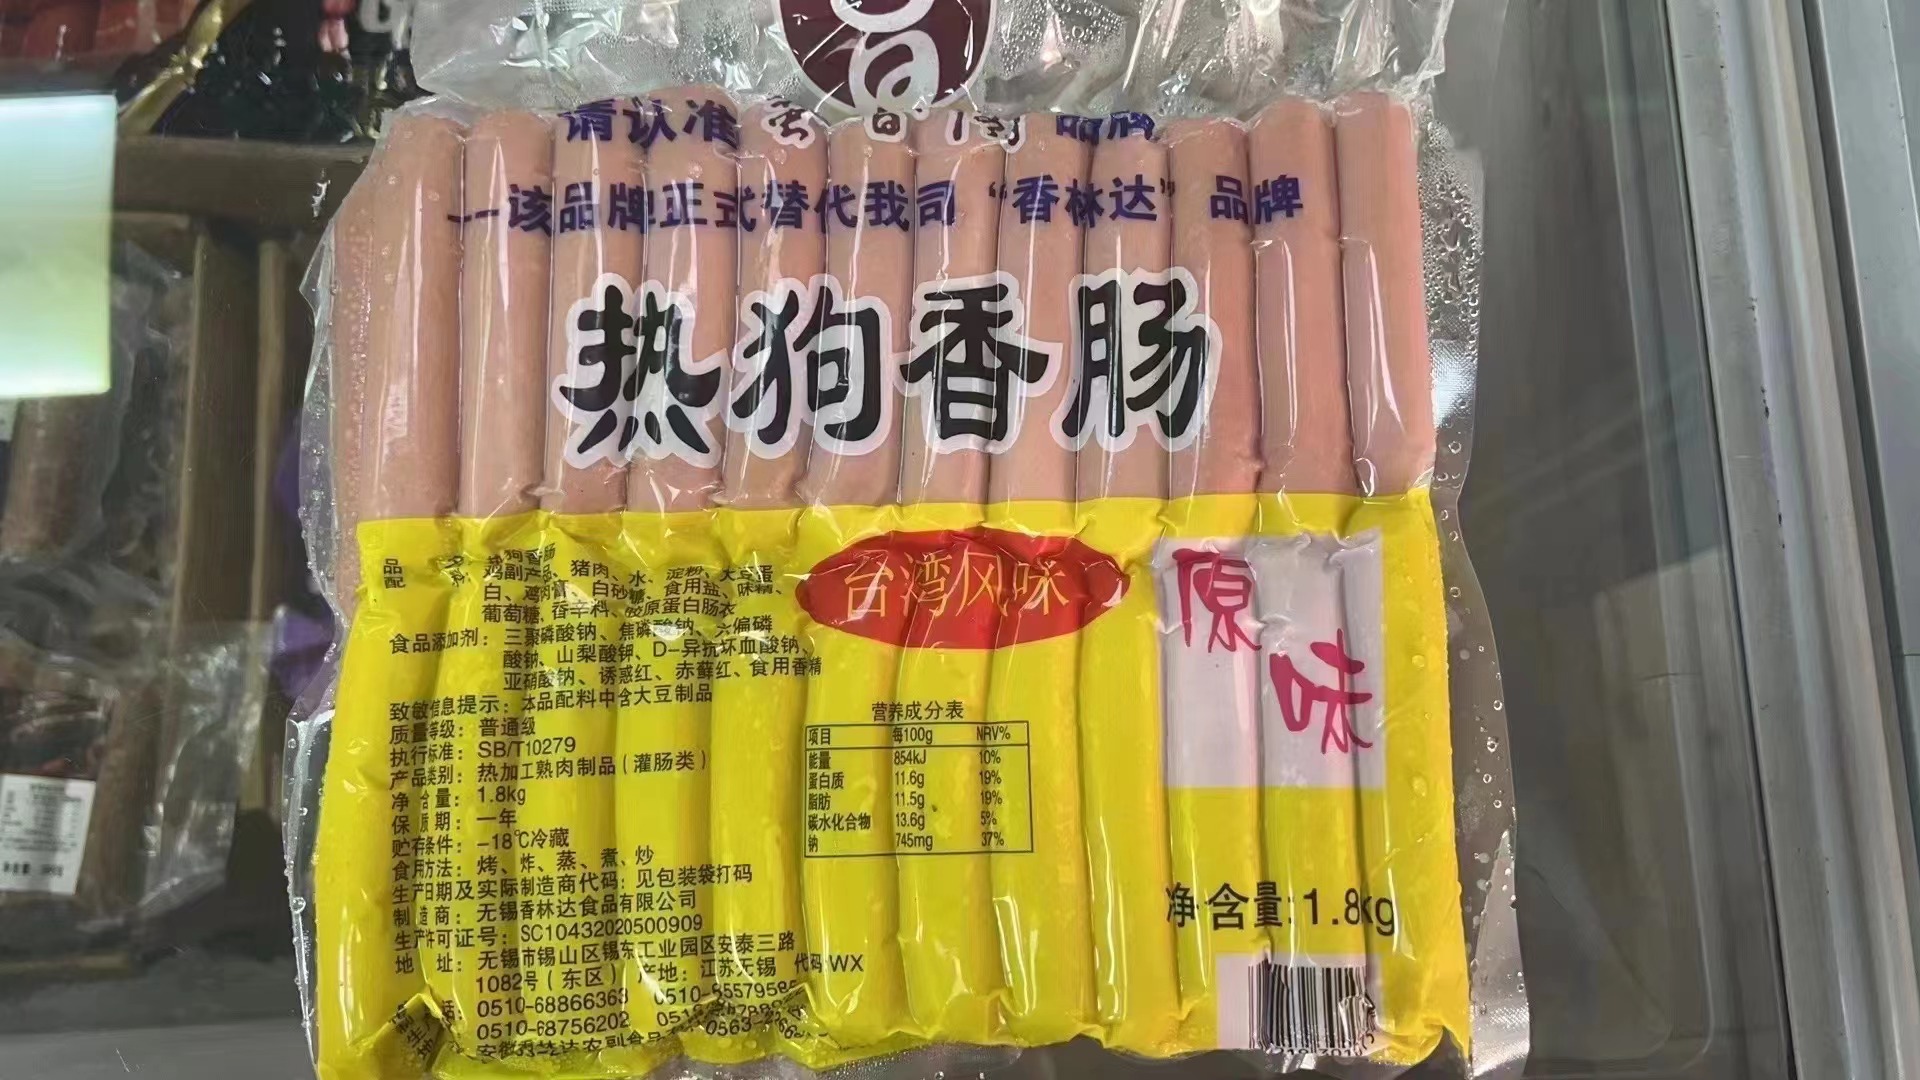 请认准 香 阁 品牌
--该品牌正式替代我司“香林达”品牌
热狗香肠
台湾风味
原味
热狗香肠
鸡副产品、猪肉、水、淀粉、大豆蛋
白、鸡肉膏、白砂糖、食用盐、味精、
葡萄糖、香辛料、胶原蛋白肠衣
食品添加剂：三聚磷酸钠、焦磷酸钠、六偏磷
酸钠、山梨酸钾、D-异抗坏血酸钠、
亚硝酸钠、诱惑红、赤藓红、食用香精
致敏信息提示：本品配料中含大豆制品
质量等级：普通级
执行标准：SB/T10279
产品类别：热加工熟肉制品（灌肠类）
净含量：1.8kg
保质期：一年
贮存条件：-18℃冷藏
食用方法：烤、炸、蒸、煮、炒
生产日期及实际制造商代码：见包装袋打码
制造商：无锡香林达食品有限公司
生产许可证号：SC10432020500909
地址：无锡市锡山区锡东工业园区安泰三路
1082号（东区）产地：江苏无锡 代码：WX
0510-68866363
0510-68756202
营养成分表
项目 每100g NRV%
能量 854kJ 10%
蛋白质 11.6g 19%
脂肪 11.5g 19%
碳水化合物 13.6g 5%
钠 745mg 37%
净含量:1.8kg